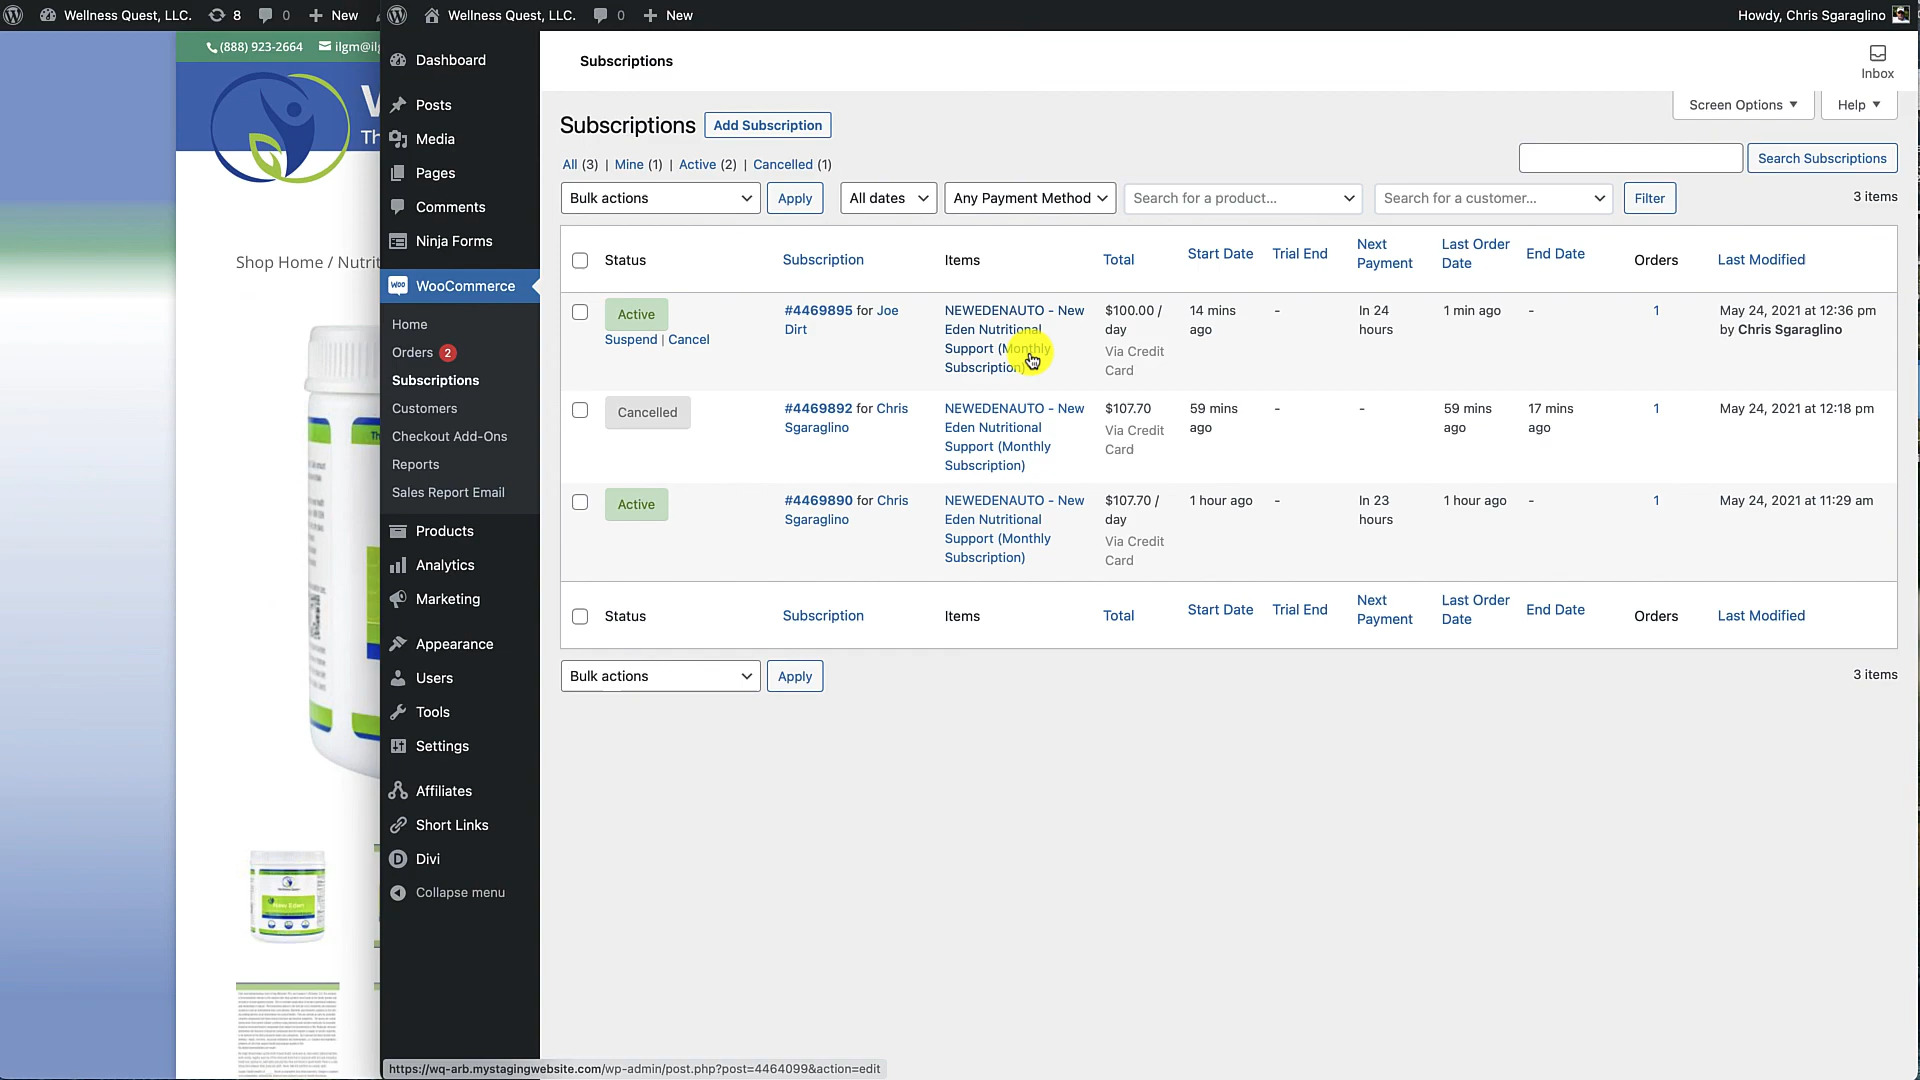 Wellness Quest, LLC. 8 0 New
Wellness Quest, LLC. 0 New Howdy, Chris Sgaraglino
(888) 923-2664
Shop Home / Nutrit
New Eden
Dashboard
Posts
Media
Pages
Comments
Ninja Forms
WooCommerce
Home
Orders 2
Subscriptions
Customers
Checkout Add-Ons
Reports
Sales Report Email
Products
Analytics
Marketing
Appearance
Users
Tools
Settings
Affiliates
Short Links
Divi
Collapse menu
Subscriptions
Inbox
Screen Options Help
Subscriptions Add Subscription
All (3) | Mine (1) | Active (2) | Cancelled (1)
Search Subscriptions
Bulk actions Apply All dates Any Payment Method Search for a product... Search for a customer... Filter 3 items
Status Subscription Items Total Start Date Trial End Next Payment Last Order Date End Date Orders Last Modified
Active #4469895 for Joe NEWEDENAUTO - New $100.00 / 14 mins - In 24 1 min ago - 1 May 24, 2021 at 12:36 pm
Suspend | Cancel Dirt Eden Nutritional day ago hours by Chris Sgaraglino
Support (Monthly Via Credit
Subscription) Card
Cancelled #4469892 for Chris NEWEDENAUTO - New $107.70 59 mins - - 59 mins 17 mins 1 May 24, 2021 at 12:18 pm
Sgaraglino Eden Nutritional Via Credit ago ago ago
Support (Monthly Card
Subscription)
Active #4469890 for Chris NEWEDENAUTO - New $107.70 / 1 hour ago - In 23 1 hour ago - 1 May 24, 2021 at 11:29 am
Sgaraglino Eden Nutritional day hours
Support (Monthly Via Credit
Subscription) Card
Status Subscription Items Total Start Date Trial End Next Payment Last Order Date End Date Orders Last Modified
Bulk actions Apply 3 items
https://wq-arb.mystagingwebsite.com/wp-admin/post.php?post=4464099&action=edit